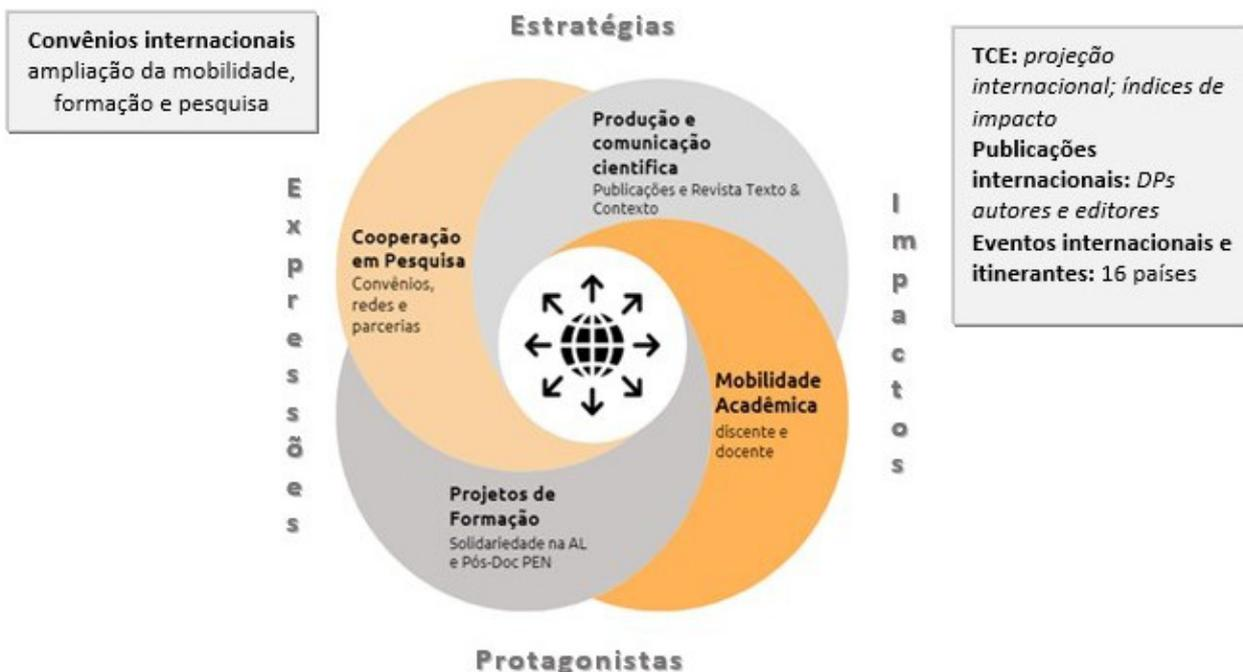 Estratégias
Convênios internacionais
ampliação da mobilidade,
formação e pesquisa
TCE: projeção
internacional; índices de
impacto
Publicações
internacionais: DPs
autores e editores
Eventos internacionais e
itinerantes: 16 países
Expressões
Produção e
comunicação
científica
Publicações e Revista Texto &
Contexto
Cooperação
em Pesquisa
Convênios,
redes e
parcerias
Impactos
Mobilidade
Acadêmica
discente e
docente
Projetos de
Formação
Solidariedade na AL
e Pós-Doc PEN
Protagonistas